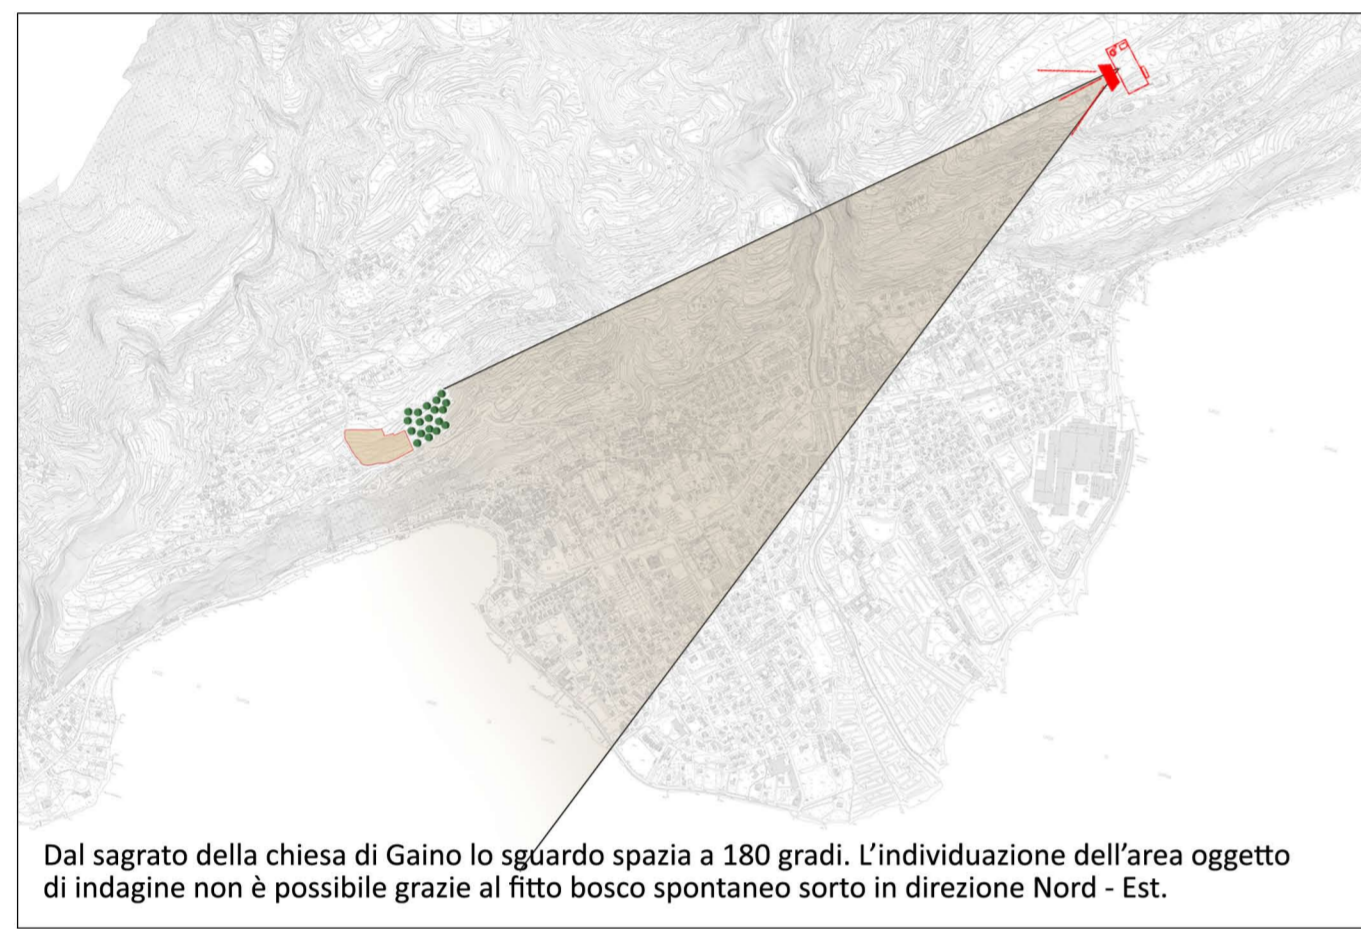 Dal sagrato della chiesa di Gaino lo sguardo spazia a 180 gradi. L’individuazione dell’area oggetto
di indagine non è possibile grazie al fitto bosco spontaneo sorto in direzione Nord - Est.